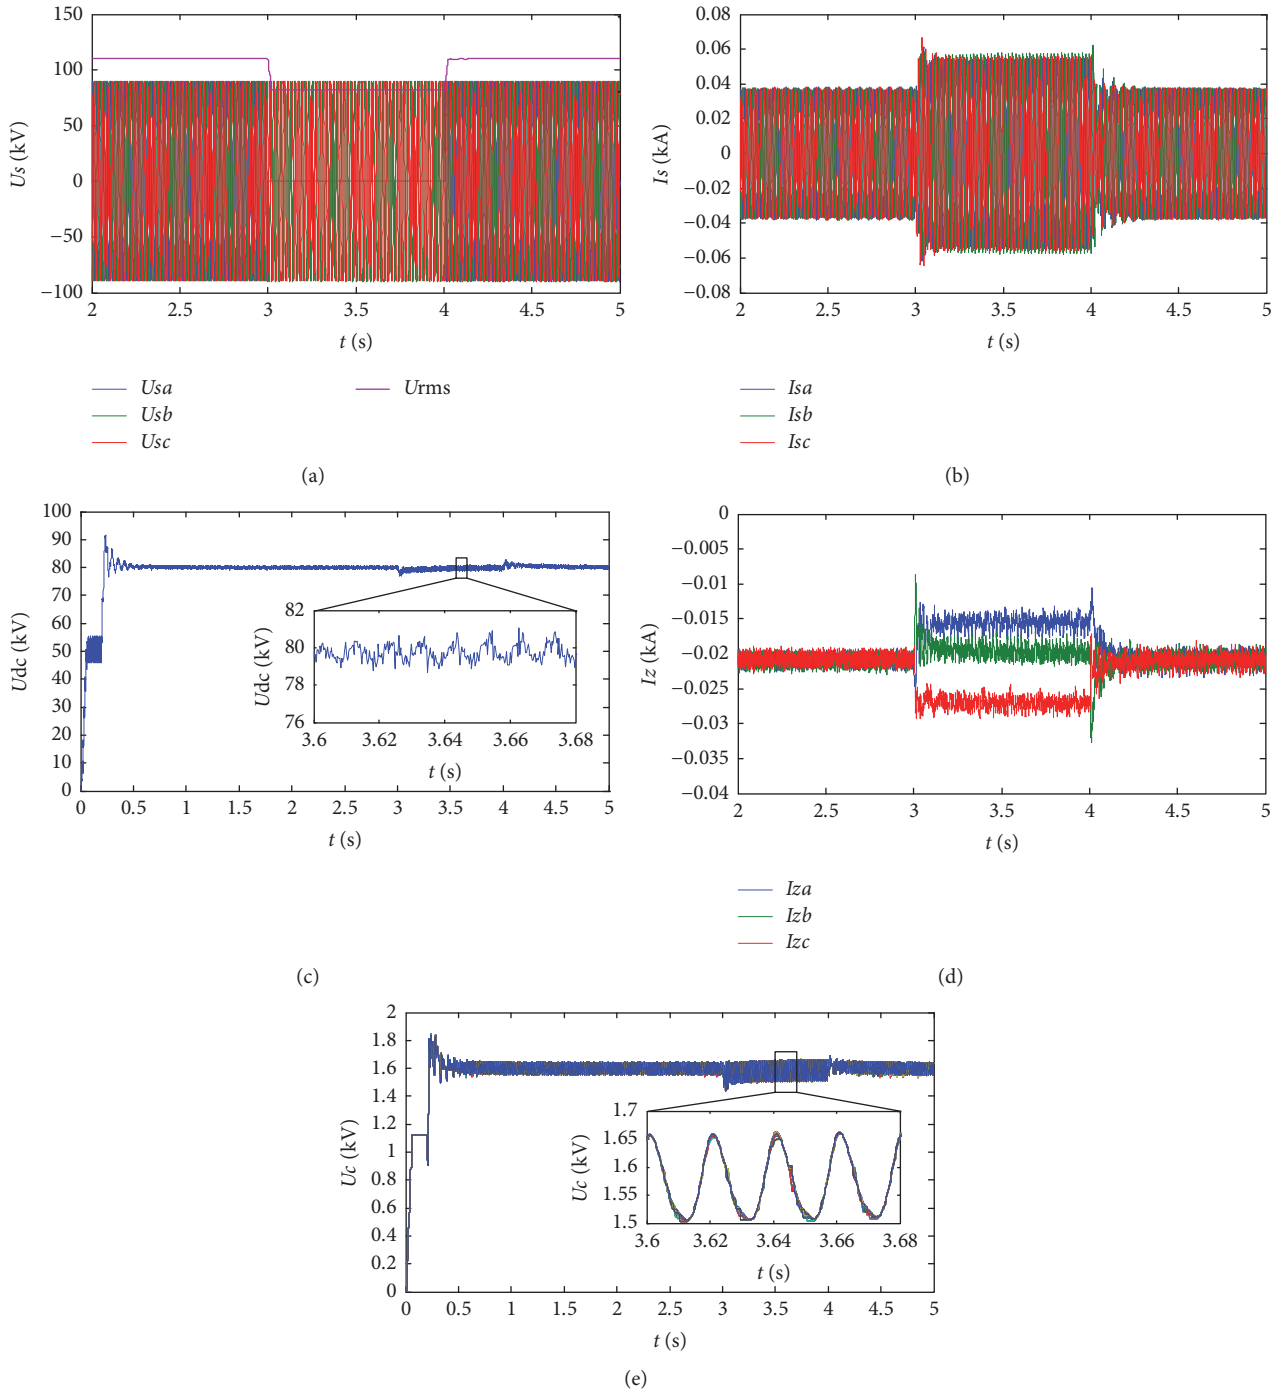 150
100
50
0
−50
−100
Us (kV)
2 2.5 3 3.5 4 4.5 5
t (s)
Usa
Usb
Usc
Urms
(a)
0.08
0.06
0.04
0.02
0
−0.02
−0.04
−0.06
−0.08
Is (kA)
2 2.5 3 3.5 4 4.5 5
t (s)
Isa
Isb
Isc
(b)
100
90
80
70
60
50
40
30
20
10
0
Udc (kV)
0 0.5 1 1.5 2 2.5 3 3.5 4 4.5 5
t (s)
82
80
78
76
Udc (kV)
3.6 3.62 3.64 3.66 3.68
t (s)
(c)
0
−0.005
−0.01
−0.015
−0.02
−0.025
−0.03
−0.035
−0.04
Iz (kA)
2 2.5 3 3.5 4 4.5 5
t (s)
Iza
Izb
Izc
(d)
2
1.8
1.6
1.4
1.2
1
0.8
0.6
0.4
0.2
0
Uc (kV)
0 0.5 1 1.5 2 2.5 3 3.5 4 4.5 5
t (s)
1.7
1.65
1.6
1.55
1.5
Uc (kV)
3.6 3.62 3.64 3.66 3.68
t (s)
(e)